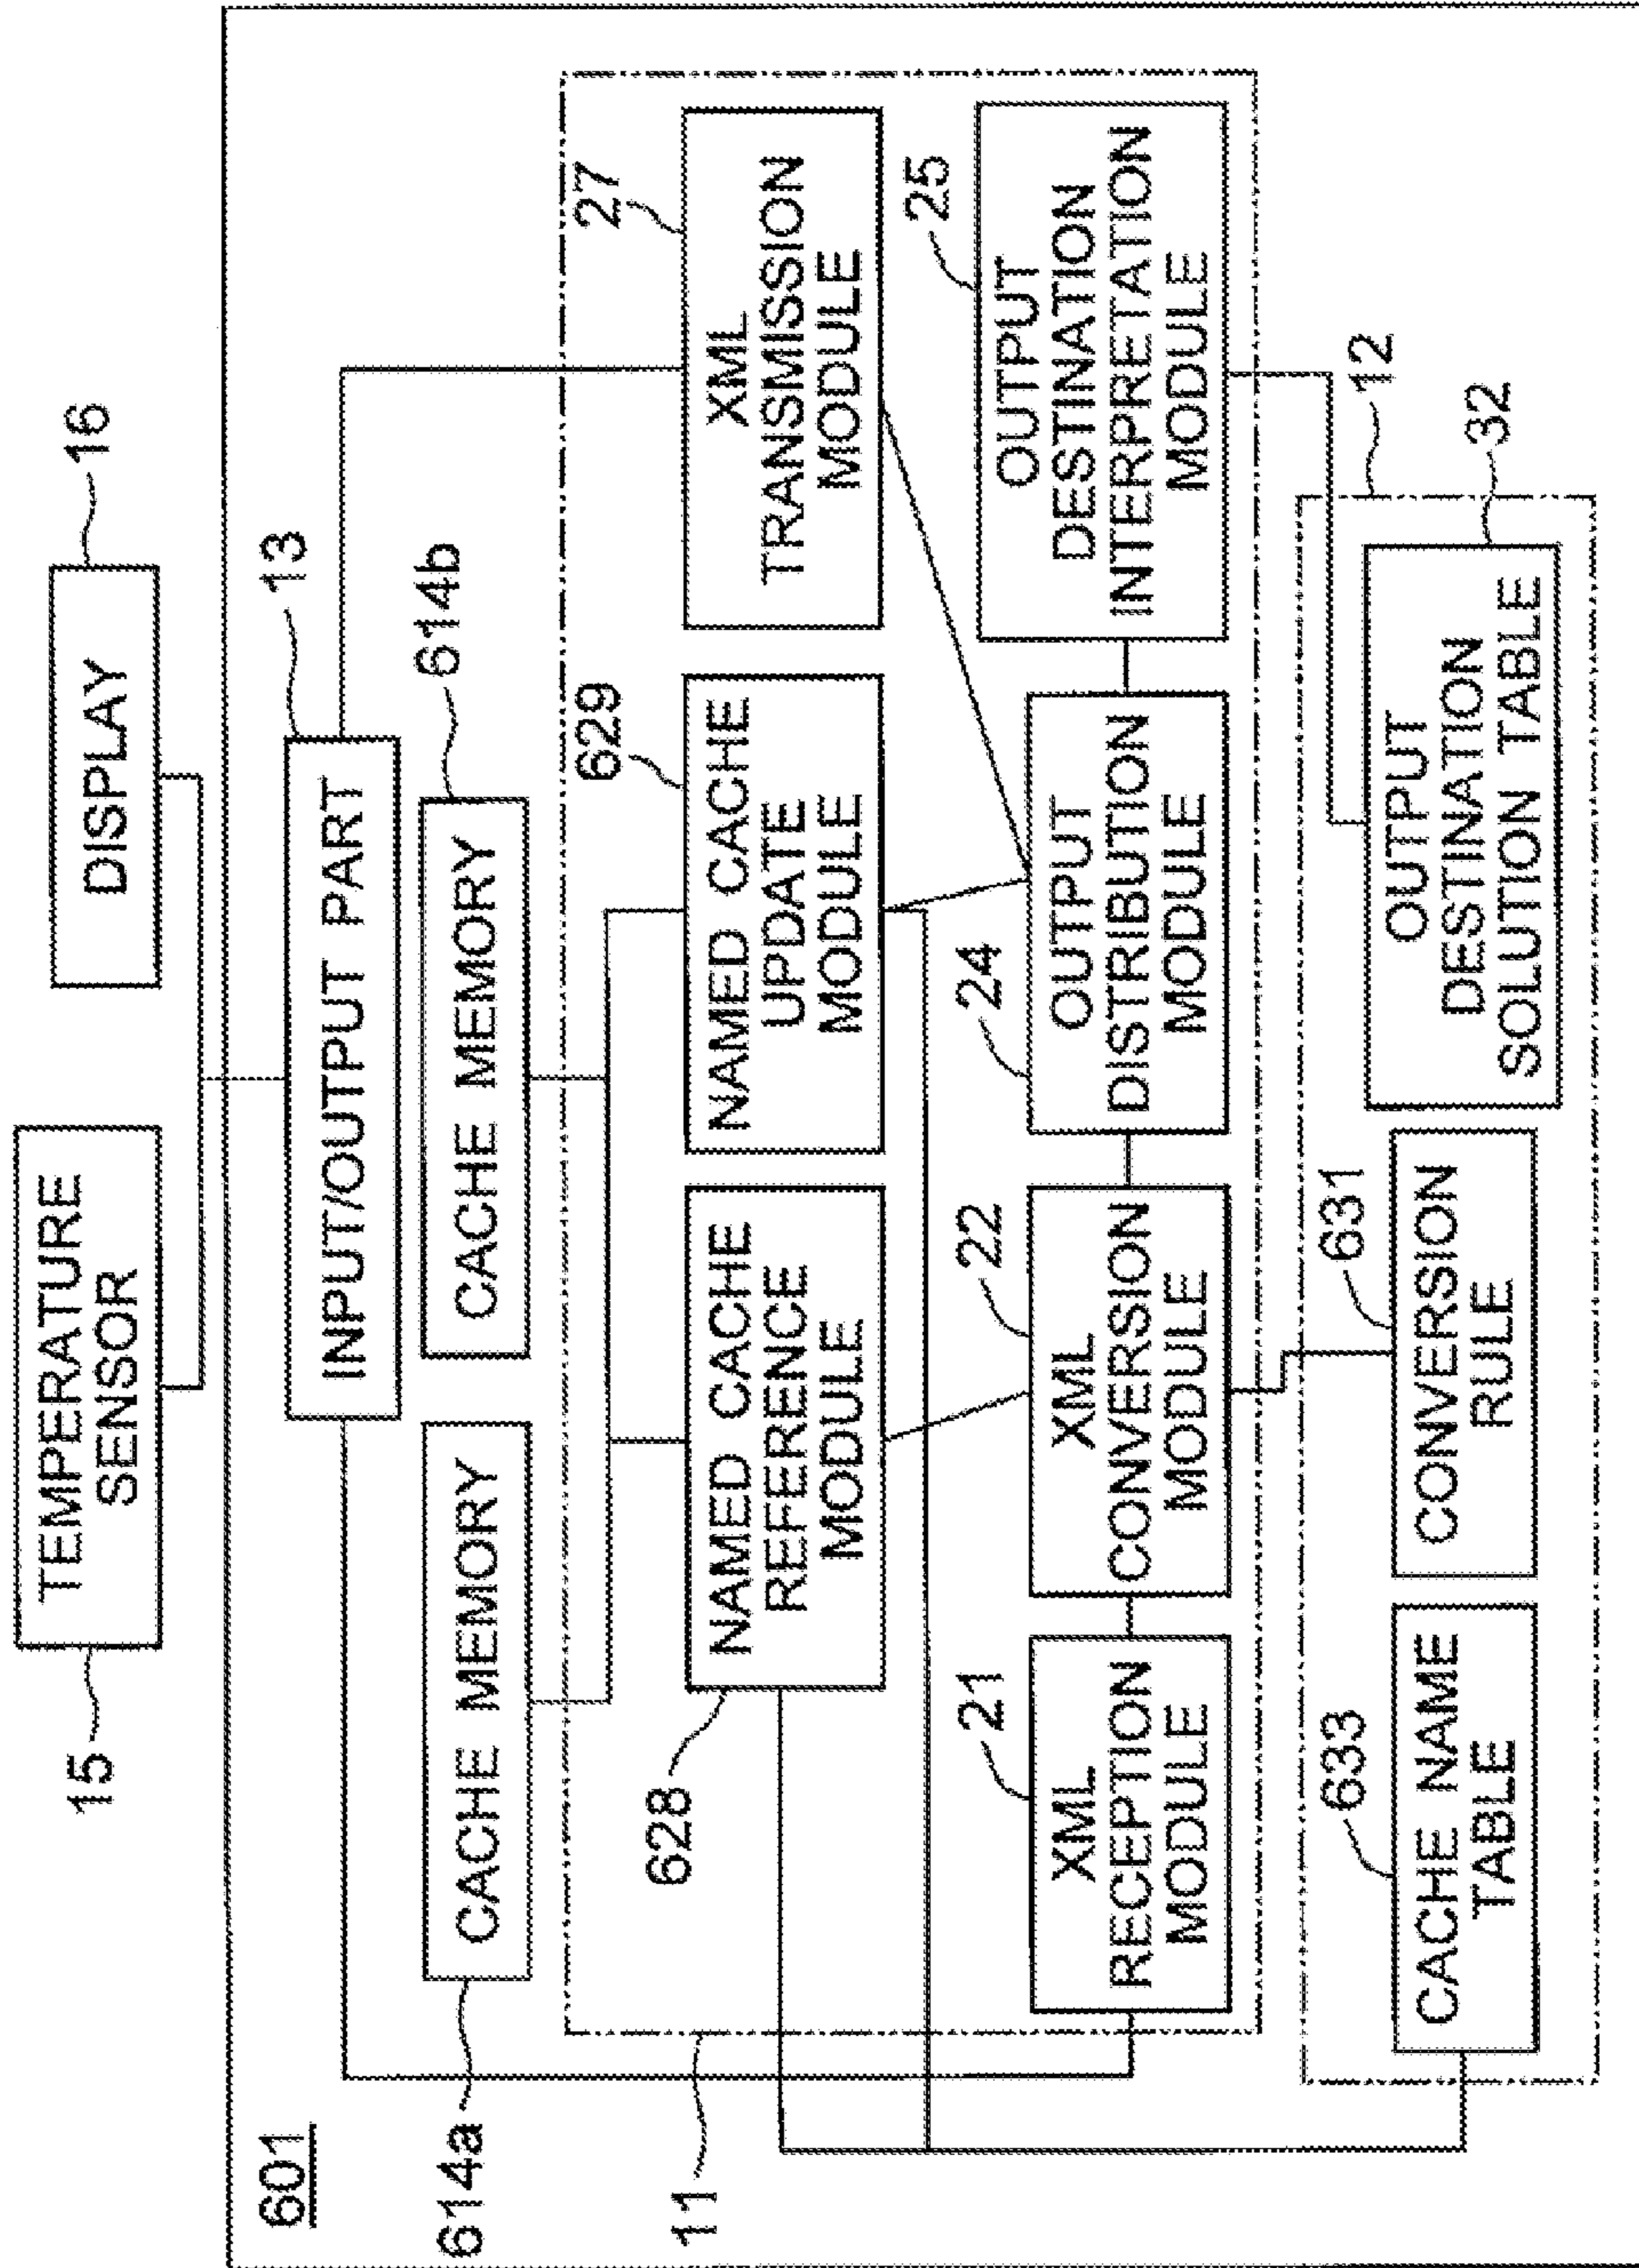 601
TEMPERATURE
SENSOR
15
DISPLAY
16
INPUT/OUTPUT PART
13
CACHE MEMORY
614a
CACHE MEMORY
614b
11
NAMED CACHE
REFERENCE
MODULE
628
NAMED CACHE
UPDATE
MODULE
629
XML
TRANSMISSION
MODULE
27
XML
RECEPTION
MODULE
21
XML
CONVERSION
MODULE
22
OUTPUT
DISTRIBUTION
MODULE
24
OUTPUT
DESTINATION
INTERPRETATION
MODULE
25
12
CACHE NAME
TABLE
633
CONVERSION
RULE
631
OUTPUT
DESTINATION
SOLUTION TABLE
32